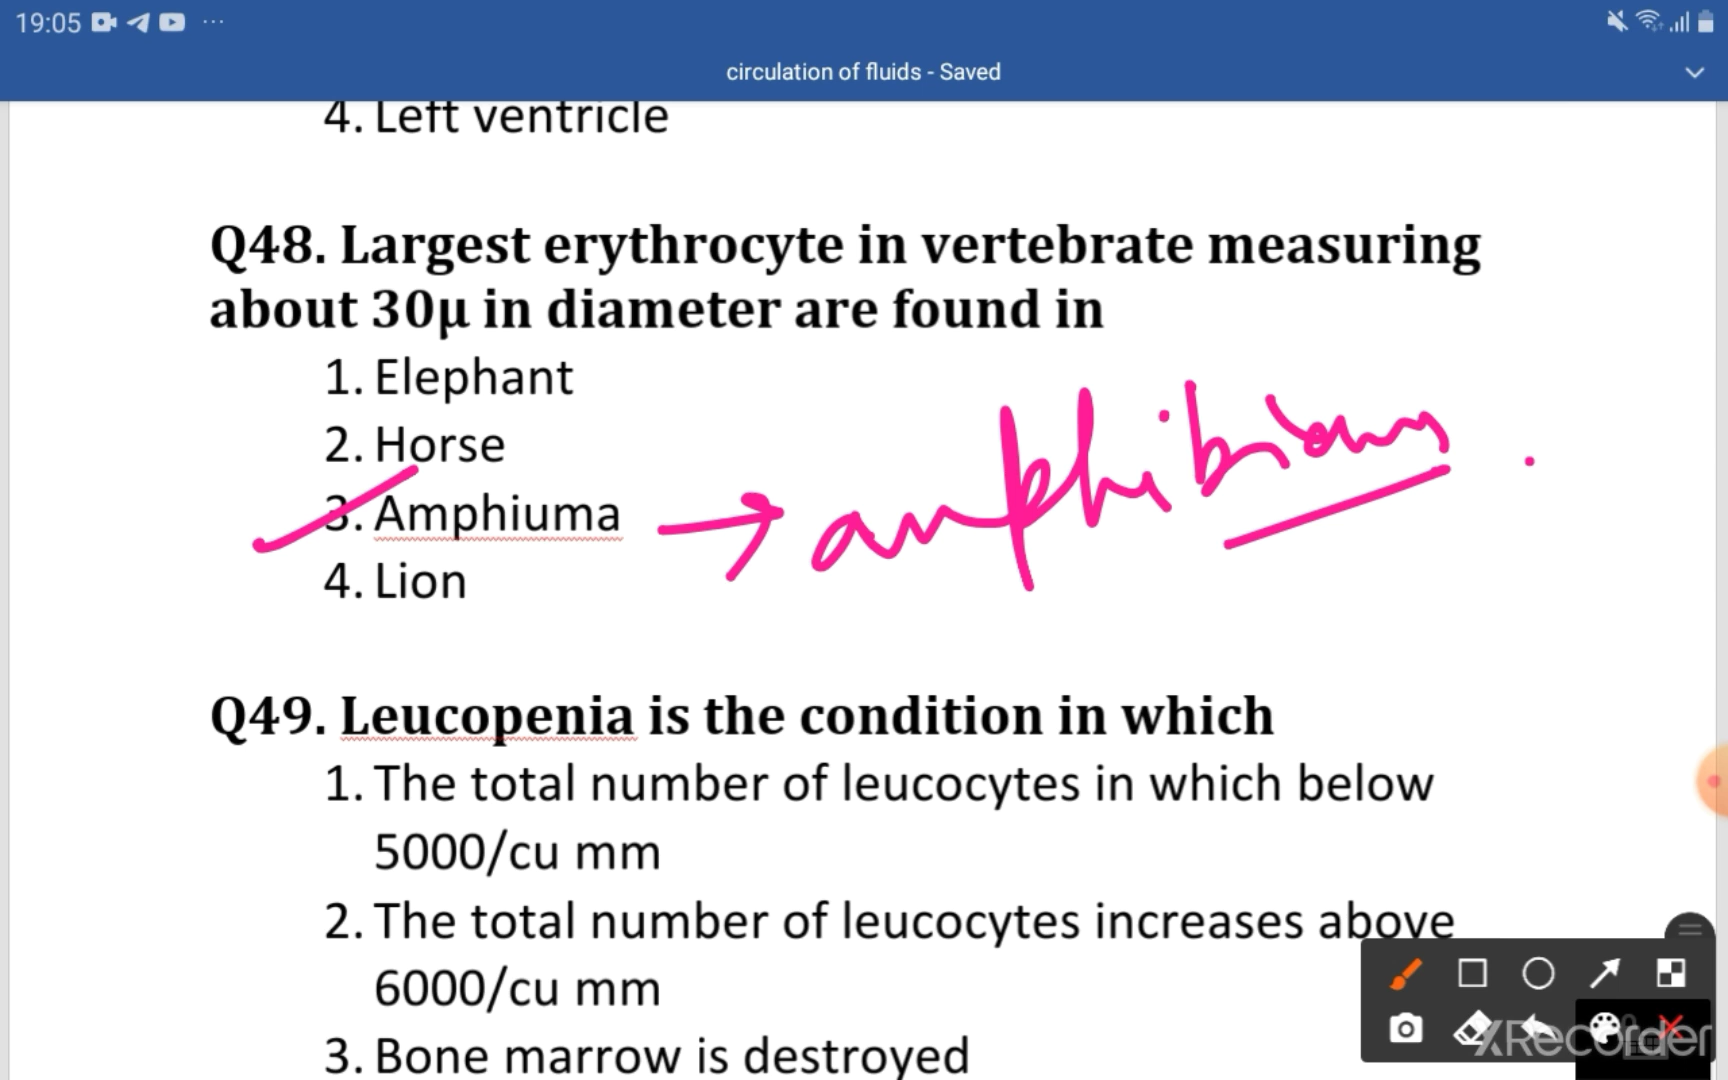 19:05
circulation of fluids - Saved
4. Left ventricle
Q48. Largest erythrocyte in vertebrate measuring
about 30μ in diameter are found in
1. Elephant
2. Horse
3. Amphiuma → amphibians
4. Lion
Q49. Leucopenia is the condition in which
1. The total number of leucocytes in which below
5000/cu mm
2. The total number of leucocytes increases above
6000/cu mm
3. Bone marrow is destroyed
XRecorder